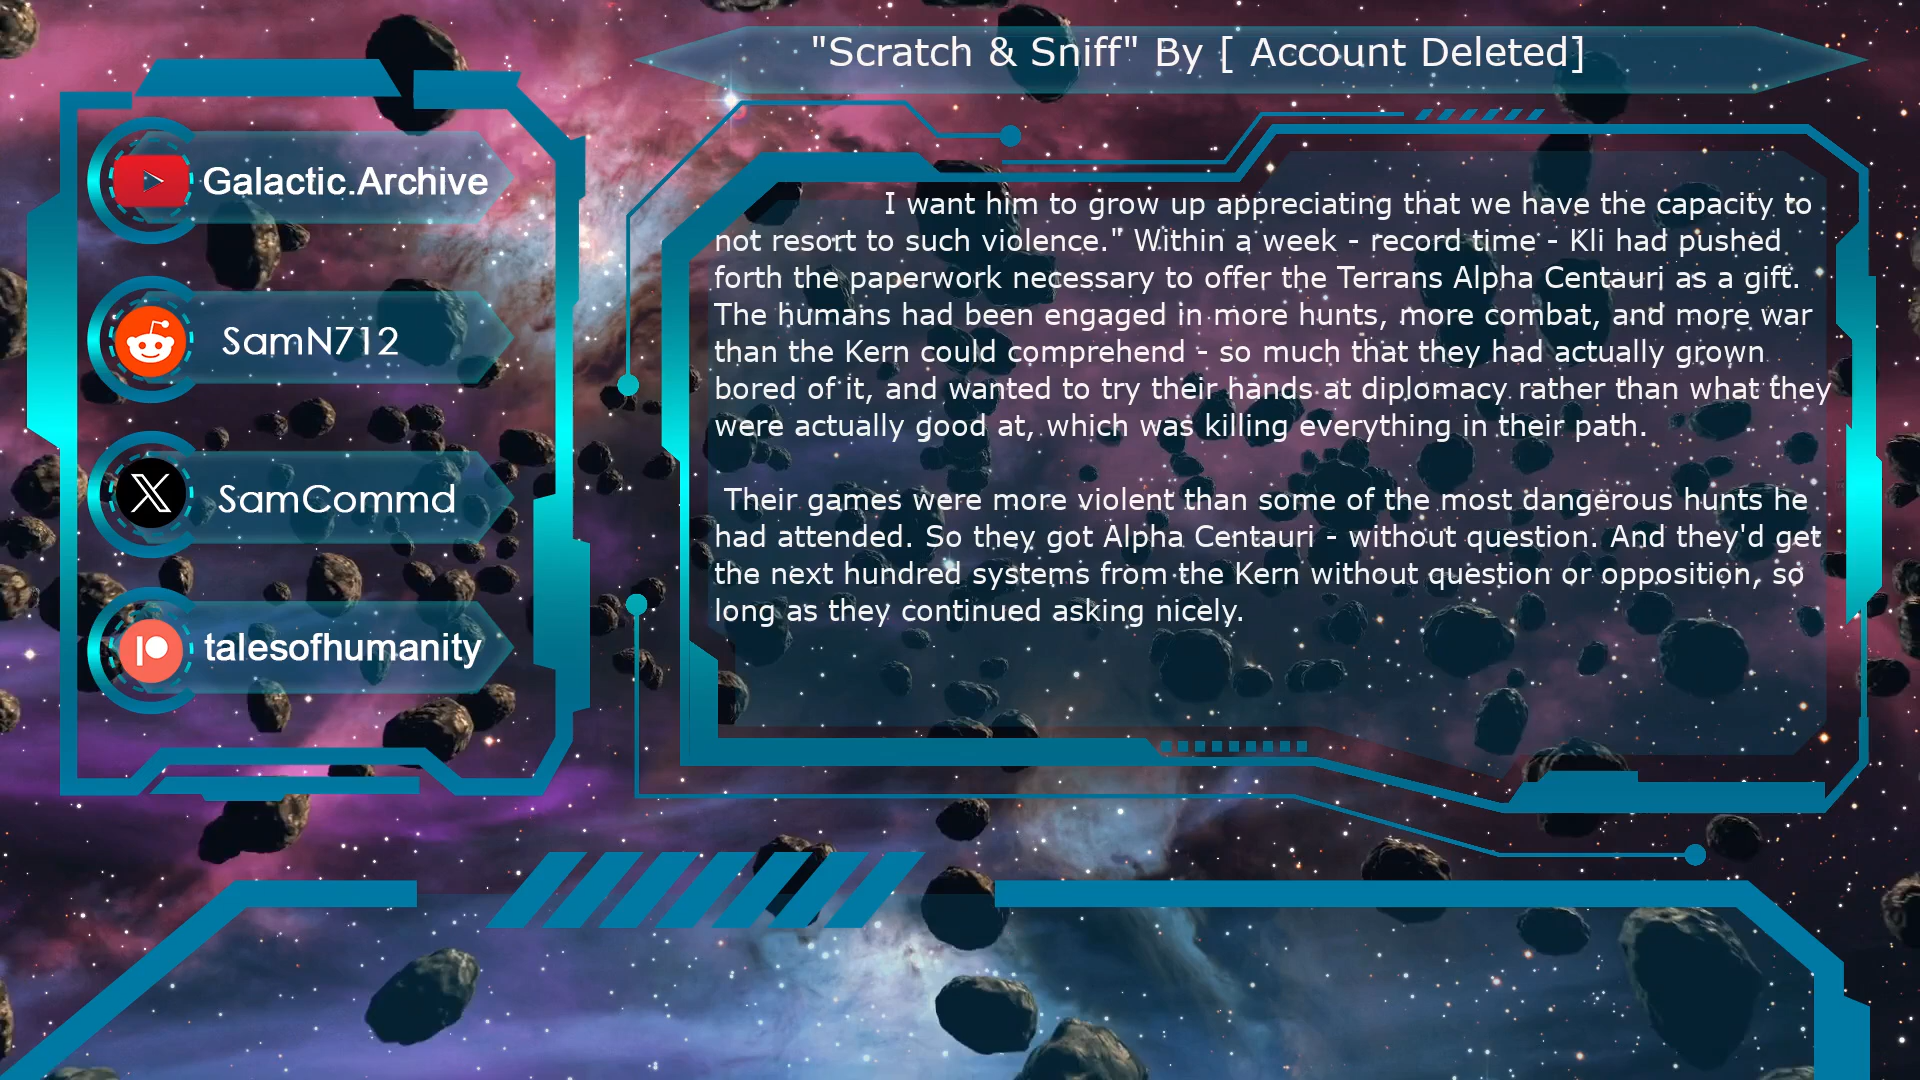 "Scratch & Sniff" By [ Account Deleted]
Galactic.Archive
SamN712
SamCommd
talesofhumanity
I want him to grow up appreciating that we have the capacity to
not resort to such violence." Within a week - record time - Kli had pushed
forth the paperwork necessary to offer the Terrans Alpha Centauri as a gift.
The humans had been engaged in more hunts, more combat, and more war
than the Kern could comprehend - so much that they had actually grown
bored of it, and wanted to try their hands at diplomacy rather than what they
were actually good at, which was killing everything in their path.
Their games were more violent than some of the most dangerous hunts he
had attended. So they got Alpha Centauri - without question. And they'd get
the next hundred systems from the Kern without question or opposition, so
long as they continued asking nicely.